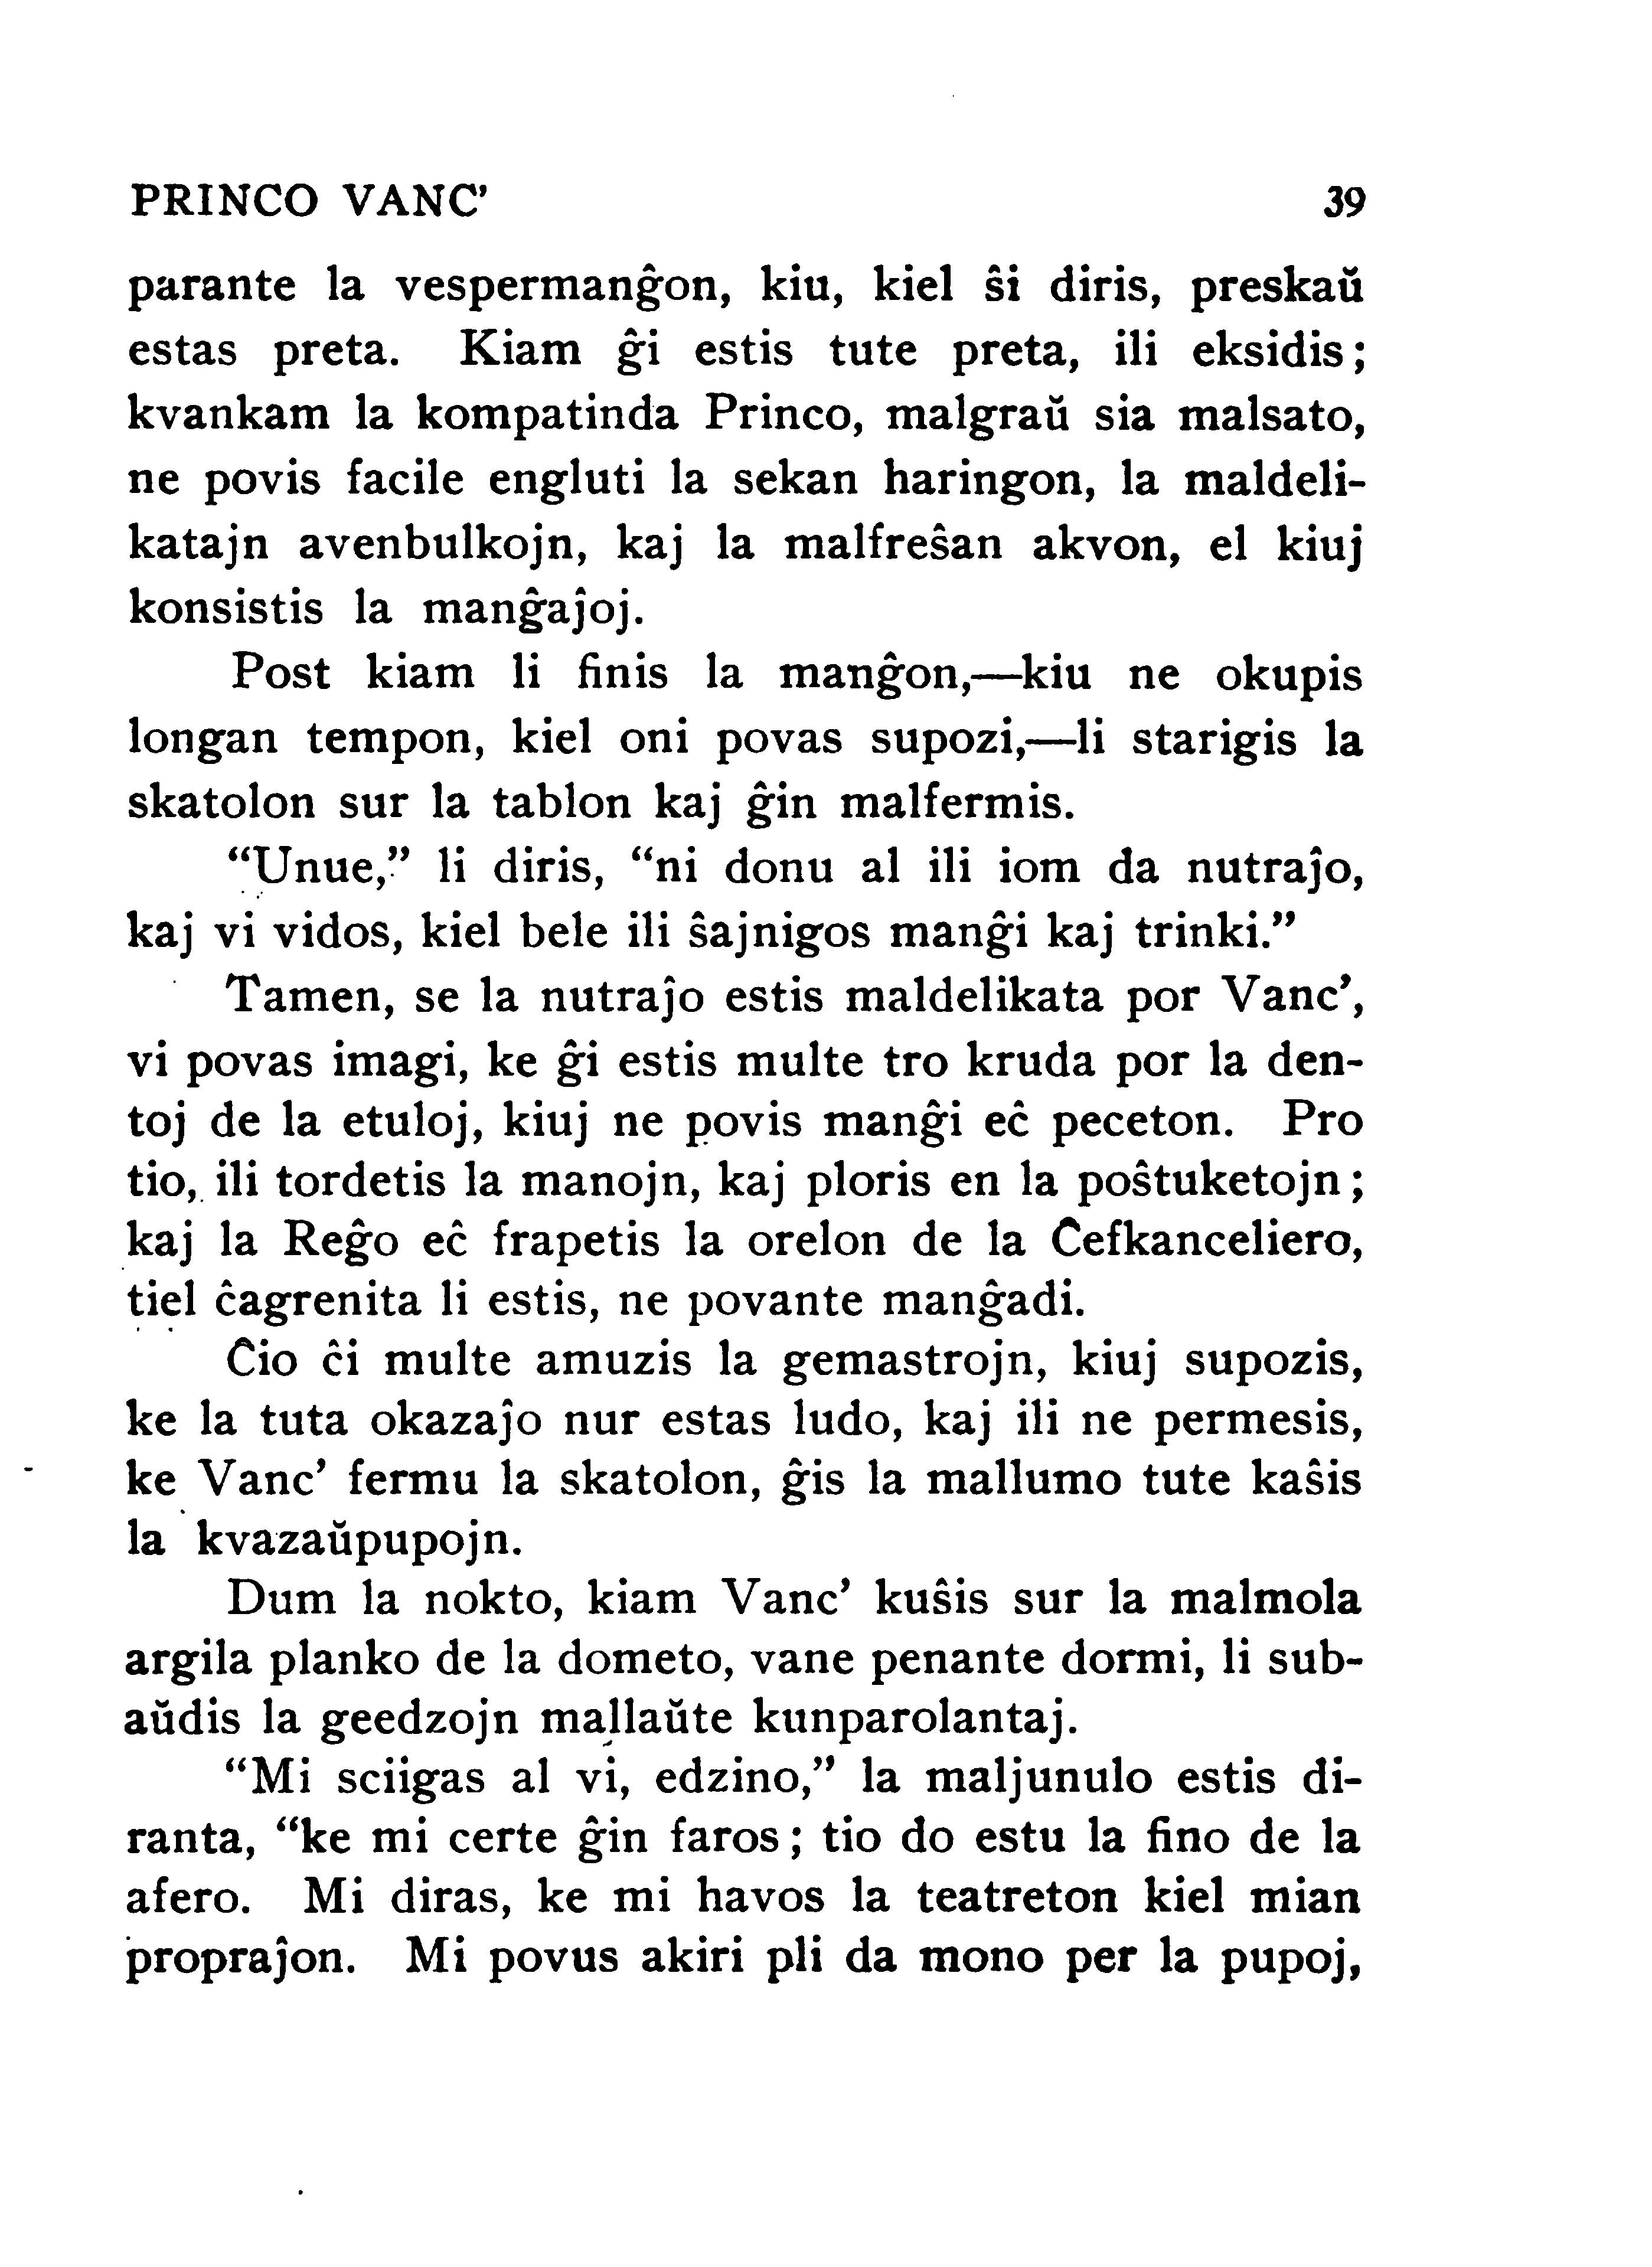 PRINCO VANC’ 39
parante la vespermanĝon, kiu, kiel ŝi diris, preskaŭ
estas preta. Kiam ĝi estis tute preta, ili eksidis;
kvankam la kompatinda Princo, malgraŭ sia malsato,
ne povis facile engluti la sekan haringon, la maldeli-
katajn avenbulkojn, kaj la malfreŝan akvon, el kiuj
konsistis la manĝaĵoj.
Post kiam li finis la manĝon,—kiu ne okupis
longan tempon, kiel oni povas supozi,—li starigis la
skatolon sur la tablon kaj ĝin malfermis.
“Unue,” li diris, “ni donu al ili iom da nutraĵo,
kaj vi vidos, kiel bele ili ŝajnigos manĝi kaj trinki.”
Tamen, se la nutraĵo estis maldelikata por Vanc’,
vi povas imagi, ke ĝi estis multe tro kruda por la den-
toj de la etuloj, kiuj ne povis manĝi eĉ peceton. Pro
tio, ili tordetis la manojn, kaj ploris en la poŝtuketojn;
kaj la Reĝo eĉ frapetis la orelon de la Ĉefkanceliero,
tiel ĉagrenita li estis, ne povante manĝadi.
Ĉio ĉi multe amuzis la gemastrojn, kiuj supozis,
ke la tuta okazaĵo nur estas ludo, kaj ili ne permesis,
ke Vanc’ fermu la skatolon, ĝis la mallumo tute kaŝis
la kvazaŭpupojn.
Dum la nokto, kiam Vanc’ kuŝis sur la malmola
argila planko de la dometo, vane penante dormi, li sub-
aŭdis la geedzojn mallaŭte kunparolantaj.
“Mi sciigas al vi, edzino,” la maljunulo estis di-
ranta, “ke mi certe ĝin faros; tio do estu la fino de la
afero. Mi diras, ke mi havos la teatreton kiel mian
propraĵon. Mi povus akiri pli da mono per la pupoj,